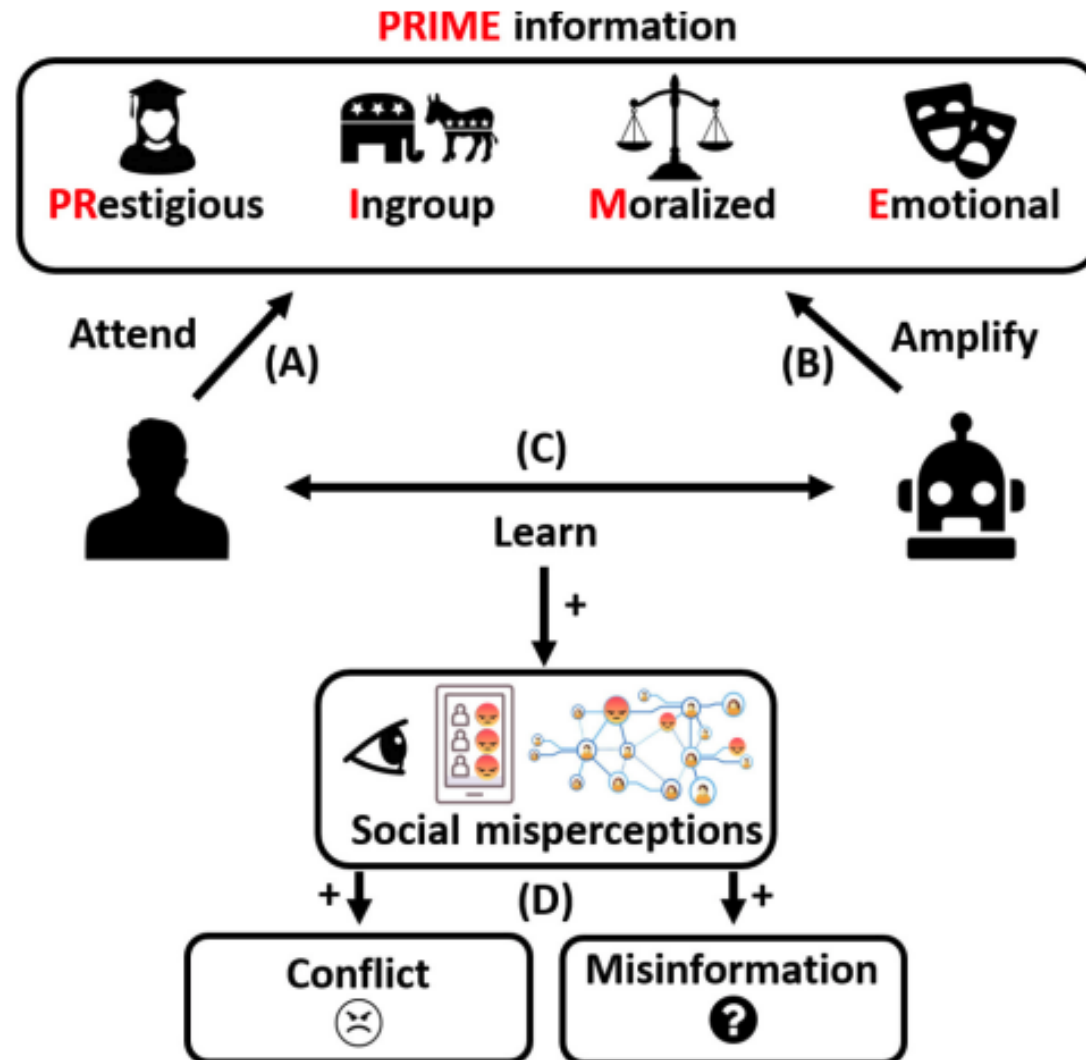 PRIME information
PRestigious Ingroup Moralized Emotional
Attend (A) (B) Amplify
(C)
Learn
+
Social misperceptions
+ (D) +
Conflict Misinformation
?